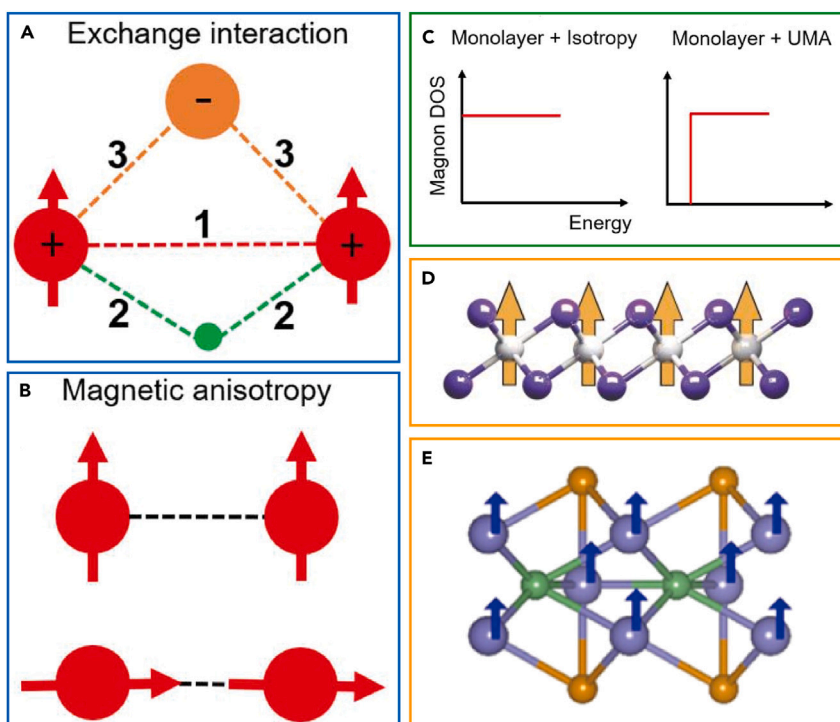 A
Exchange interaction
-
3 3
+ 1 +
2 2
B
Magnetic anisotropy
C
Monolayer + Isotropy Monolayer + UMA
Magnon DOS
Energy
D
E